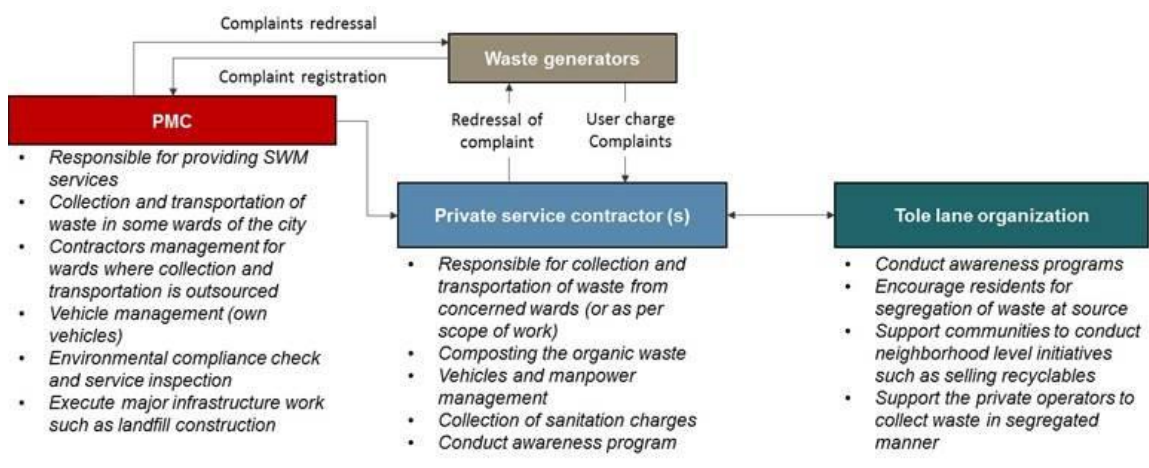 Complaints redressal
Waste generators
Complaint registration
PMC
Redressal of
complaint
User charge
Complaints
• Responsible for providing SWM
services
• Collection and transportation of
waste in some wards of the city
• Contractors management for
wards where collection and
transportation is outsourced
• Vehicle management (own
vehicles)
• Environmental compliance check
and service inspection
• Execute major infrastructure work
such as landfill construction
Private service contractor (s)
• Responsible for collection and
transportation of waste from
concerned wards (or as per
scope of work)
• Composting the organic waste
• Vehicles and manpower
management
• Collection of sanitation charges
• Conduct awareness program
Tole lane organization
• Conduct awareness programs
• Encourage residents for
segregation of waste at source
• Support communities to conduct
neighborhood level initiatives
such as selling recyclables
• Support the private operators to
collect waste in segregated
manner